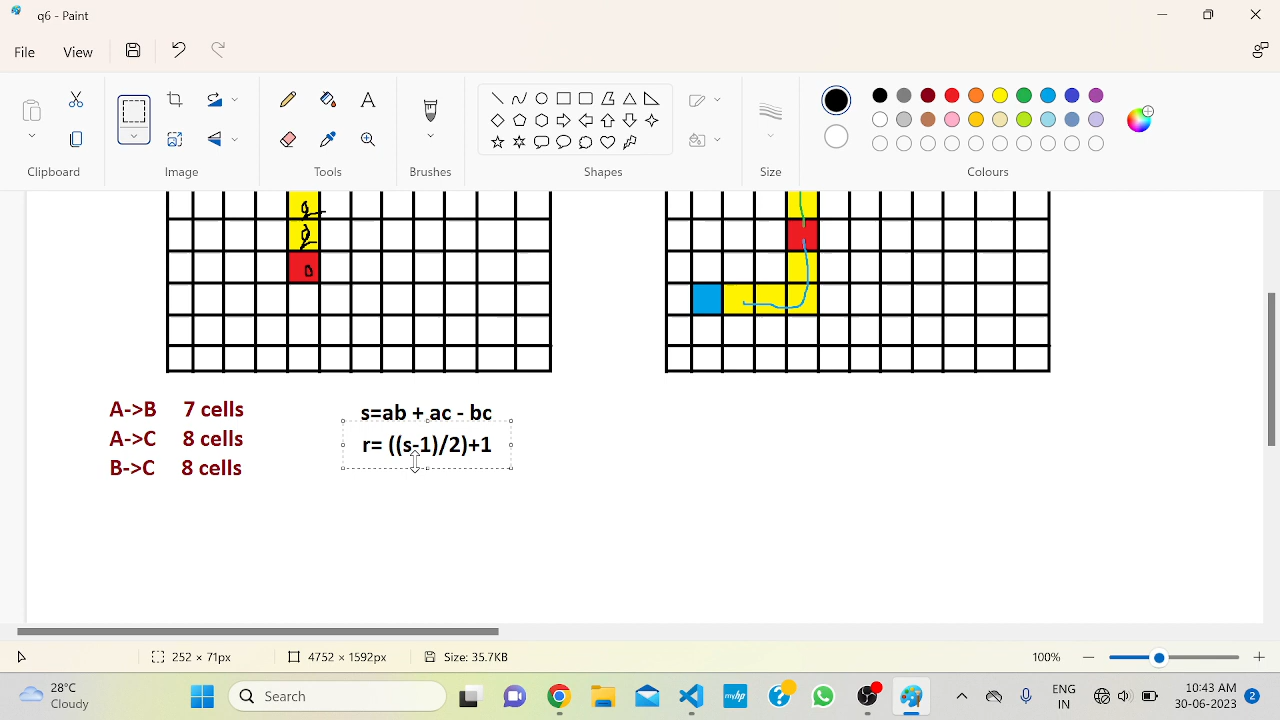 q6 - Paint
File View
Clipboard
Image
Tools
Brushes
Shapes
Size
Colours
A->B 7 cells
A->C 8 cells
B->C 8 cells
s=ab + ac - bc
r= ((s-1)/2)+1
252 × 71px
4752 × 1592px
Size: 35.7KB
100%
28°C
Cloudy
Search
myhp
ENG
IN
10:43 AM
30-06-2023
2